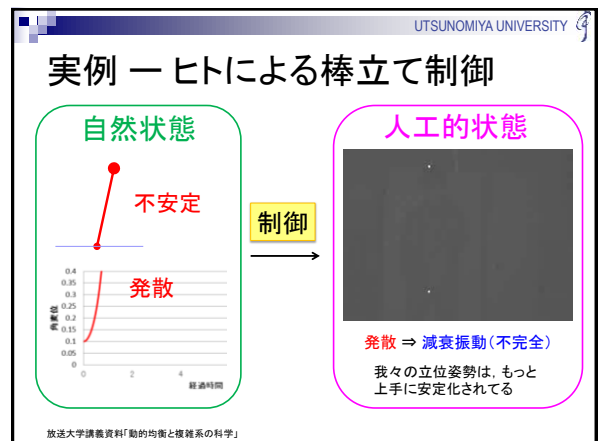 UTSUNOMIYA UNIVERSITY
実例 ー ヒトによる棒立て制御
自然状態
不安定
発散
0.4
0.35
0.3
0.25
0.2
0.15
0.1
0.05
0
角変位
0 2 4
経過時間
制御
人工的状態
発散 ⇒ 減衰振動(不完全)
我々の立位姿勢は,もっと
上手に安定化されてる
放送大学講義資料「動的均衡と複雑系の科学」